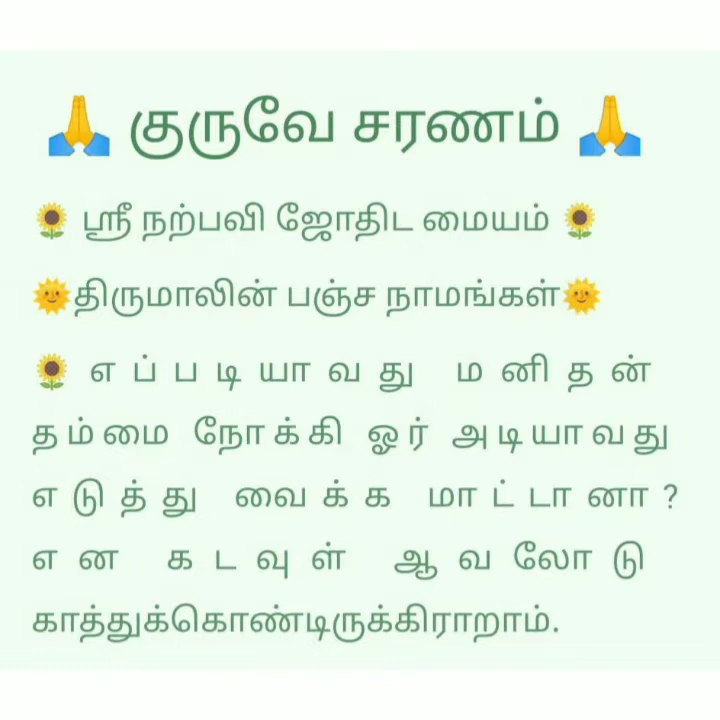 🙏 குருவே சரணம் 🙏
🌻 ஸ்ரீ நற்பவி ஜோதிட மையம் 🌻
🌞திருமாலின் பஞ்ச நாமங்கள்🌞
🌻 எப்படியாவது மனிதன்
தம்மை நோக்கி ஓர் அடியாவது
எடுத்து வைக்க மாட்டானா?
என கடவுள் ஆவலோடு
காத்துக்கொண்டிருக்கிராறாம்.